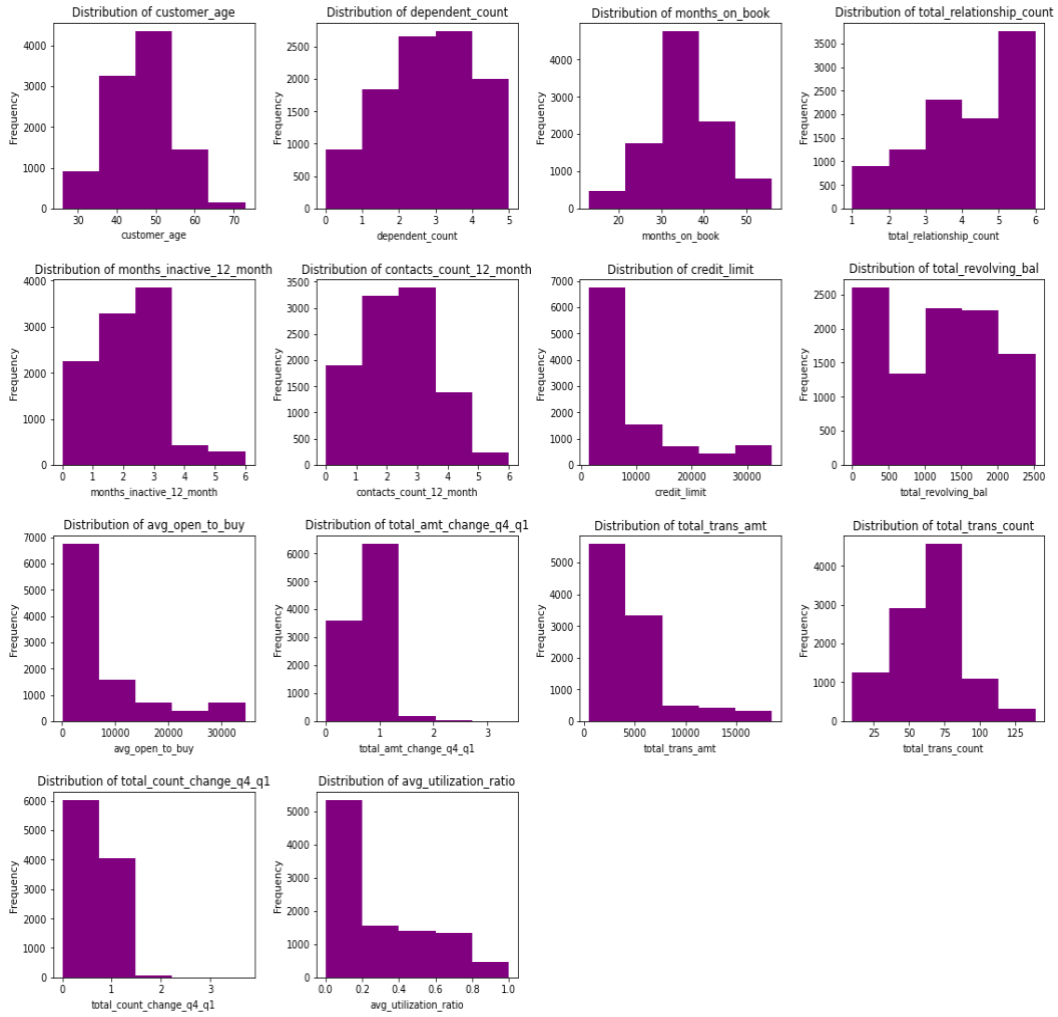 Distribution of customer_age
Frequency
4000
3000
2000
1000
0
30 40 50 60 70
customer_age
Distribution of dependent_count
Frequency
2500
2000
1500
1000
500
0
0 1 2 3 4 5
dependent_count
Distribution of months_on_book
Frequency
4000
3000
2000
1000
0
20 30 40 50
months_on_book
Distribution of total_relationship_count
Frequency
3500
3000
2500
2000
1500
1000
500
0
1 2 3 4 5 6
total_relationship_count
Distribution of months_inactive_12_month
Frequency
4000
3000
2000
1000
0
0 1 2 3 4 5 6
months_inactive_12_month
Distribution of contacts_count_12_month
Frequency
3500
3000
2500
2000
1500
1000
500
0
0 1 2 3 4 5 6
contacts_count_12_month
Distribution of credit_limit
Frequency
7000
6000
5000
4000
3000
2000
1000
0
0 10000 20000 30000
credit_limit
Distribution of total_revolving_bal
Frequency
2500
2000
1500
1000
500
0
0 500 1000 1500 2000 2500
total_revolving_bal
Distribution of avg_open_to_buy
Frequency
7000
6000
5000
4000
3000
2000
1000
0
0 10000 20000 30000
avg_open_to_buy
Distribution of total_amt_change_q4_q1
Frequency
6000
5000
4000
3000
2000
1000
0
0 1 2 3
total_amt_change_q4_q1
Distribution of total_trans_amt
Frequency
5000
4000
3000
2000
1000
0
0 5000 10000 15000
total_trans_amt
Distribution of total_trans_count
Frequency
4000
3000
2000
1000
0
25 50 75 100 125
total_trans_count
Distribution of total_count_change_q4_q1
Frequency
6000
5000
4000
3000
2000
1000
0
0 1 2 3
total_count_change_q4_q1
Distribution of avg_utilization_ratio
Frequency
5000
4000
3000
2000
1000
0
0.0 0.2 0.4 0.6 0.8 1.0
avg_utilization_ratio